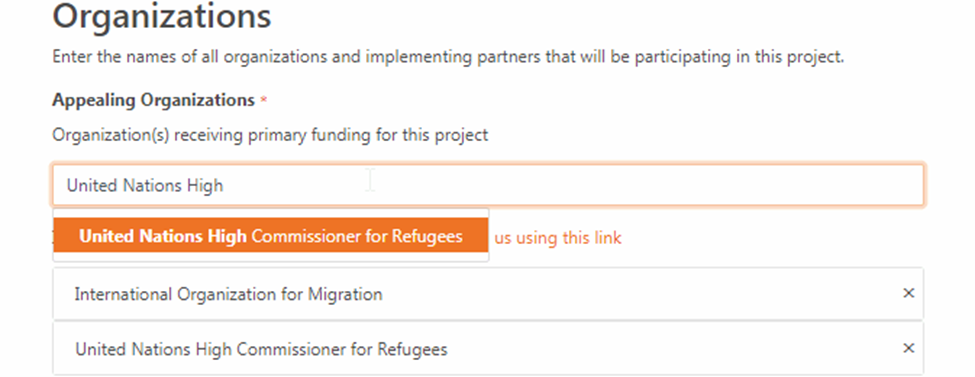 Organizations
Enter the names of all organizations and implementing partners that will be participating in this project.
Appealing Organizations *
Organization(s) receiving primary funding for this project
United Nations High
United Nations High Commissioner for Refugees
us using this link
International Organization for Migration ×
United Nations High Commissioner for Refugees ×